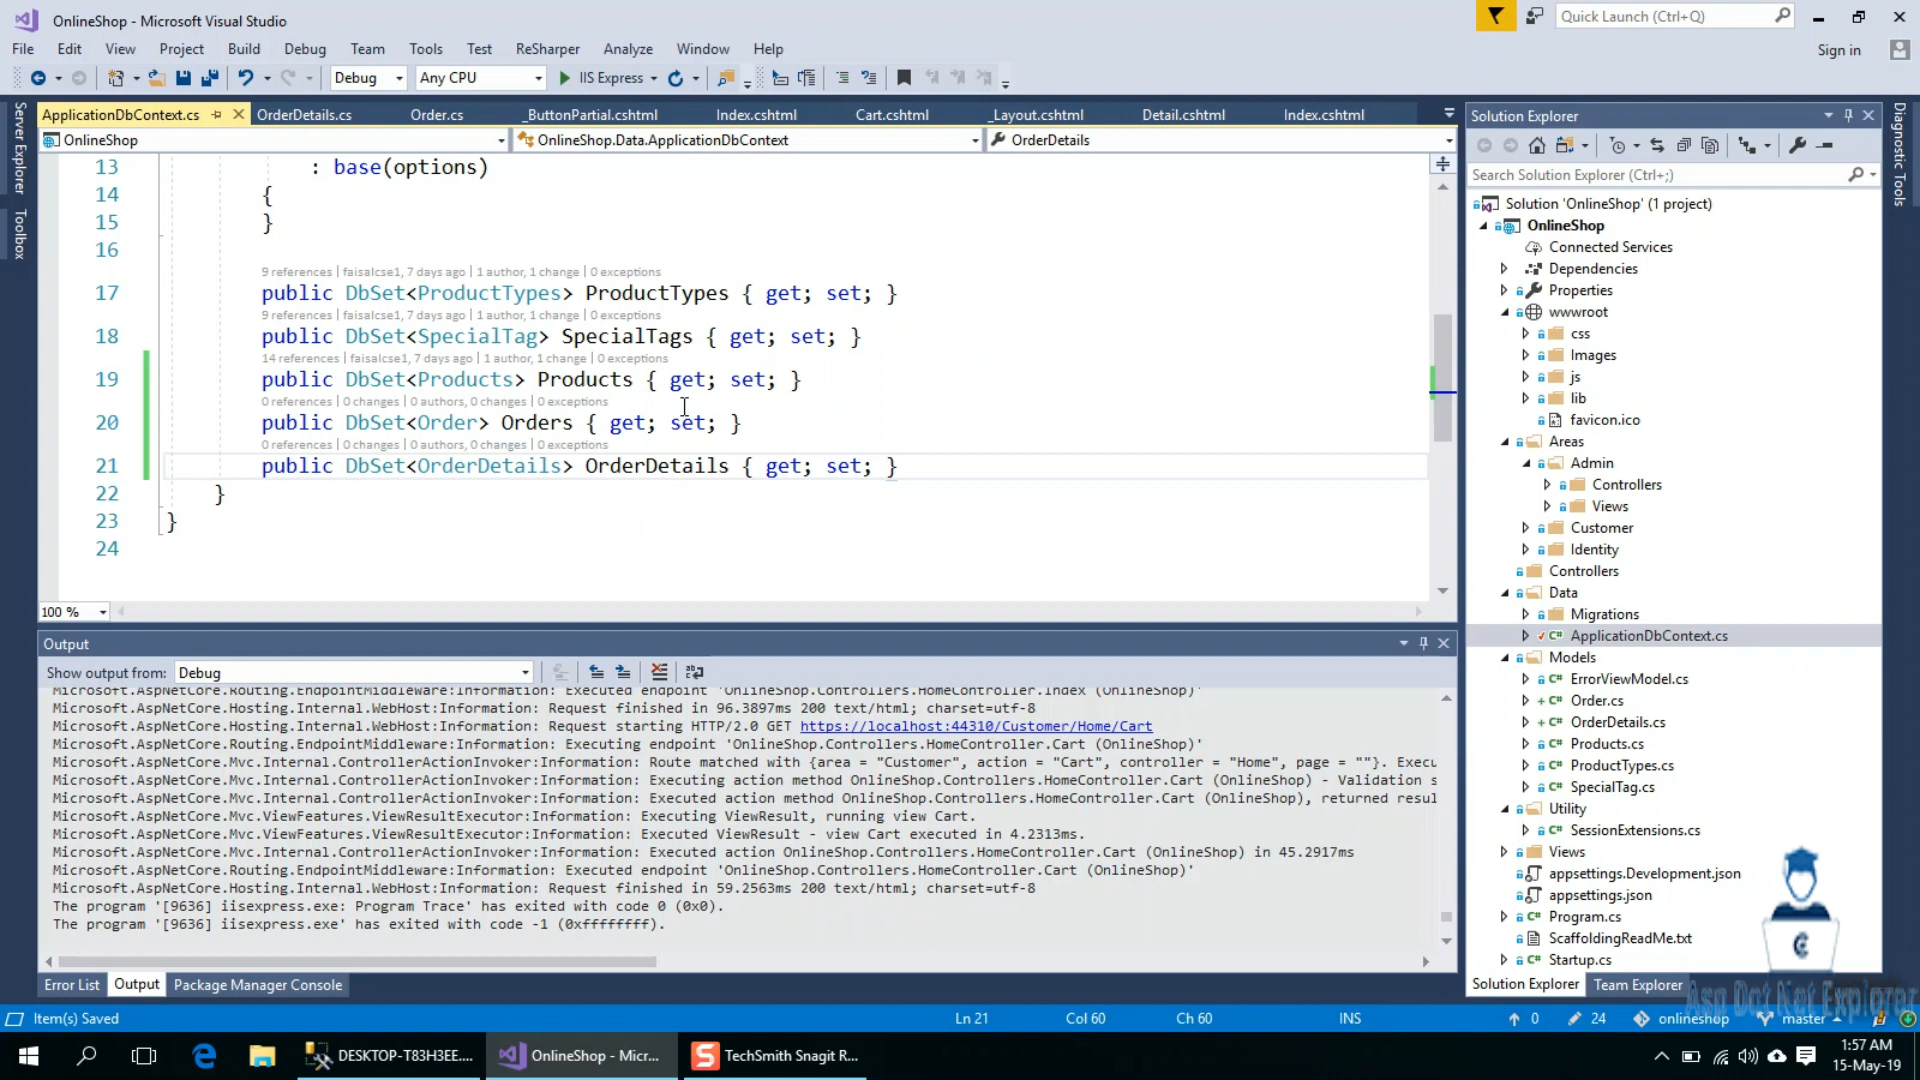 OnlineShop - Microsoft Visual Studio
Quick Launch (Ctrl+Q)
File Edit View Project Build Debug Team Tools Test ReSharper Analyze Window Help
Sign in
Debug Any CPU IIS Express
Server Explorer
Toolbox
ApplicationDbContext.cs OrderDetails.cs Order.cs _ButtonPartial.cshtml Index.cshtml Cart.cshtml _Layout.cshtml Detail.cshtml Index.cshtml
OnlineShop OnlineShop.Data.ApplicationDbContext OrderDetails
13 : base(options)
14 {
15 }
16
9 references | faisalcse1, 7 days ago | 1 author, 1 change | 0 exceptions
17 public DbSet<ProductTypes> ProductTypes { get; set; }
9 references | faisalcse1, 7 days ago | 1 author, 1 change | 0 exceptions
18 public DbSet<SpecialTag> SpecialTags { get; set; }
14 references | faisalcse1, 7 days ago | 1 author, 1 change | 0 exceptions
19 public DbSet<Products> Products { get; set; }
0 references | 0 changes | 0 authors, 0 changes | 0 exceptions
20 public DbSet<Order> Orders { get; set; }
0 references | 0 changes | 0 authors, 0 changes | 0 exceptions
21 public DbSet<OrderDetails> OrderDetails { get; set; }
22 }
23 }
24
100 %
Output
Show output from: Debug
Microsoft.AspNetCore.Routing.EndpointMiddleware:Information: Executed endpoint 'OnlineShop.Controllers.HomeController.Index (OnlineShop)'
Microsoft.AspNetCore.Hosting.Internal.WebHost:Information: Request finished in 96.3897ms 200 text/html; charset=utf-8
Microsoft.AspNetCore.Hosting.Internal.WebHost:Information: Request starting HTTP/2.0 GET https://localhost:44310/Customer/Home/Cart
Microsoft.AspNetCore.Routing.EndpointMiddleware:Information: Executing endpoint 'OnlineShop.Controllers.HomeController.Cart (OnlineShop)'
Microsoft.AspNetCore.Mvc.Internal.ControllerActionInvoker:Information: Route matched with {area = "Customer", action = "Cart", controller = "Home", page = ""}. Execu
Microsoft.AspNetCore.Mvc.Internal.ControllerActionInvoker:Information: Executing action method OnlineShop.Controllers.HomeController.Cart (OnlineShop) - Validation s
Microsoft.AspNetCore.Mvc.Internal.ControllerActionInvoker:Information: Executed action method OnlineShop.Controllers.HomeController.Cart (OnlineShop), returned resul
Microsoft.AspNetCore.Mvc.ViewFeatures.ViewResultExecutor:Information: Executing ViewResult, running view Cart.
Microsoft.AspNetCore.Mvc.ViewFeatures.ViewResultExecutor:Information: Executed ViewResult - view Cart executed in 4.2313ms.
Microsoft.AspNetCore.Mvc.Internal.ControllerActionInvoker:Information: Executed action OnlineShop.Controllers.HomeController.Cart (OnlineShop) in 45.2917ms
Microsoft.AspNetCore.Routing.EndpointMiddleware:Information: Executed endpoint 'OnlineShop.Controllers.HomeController.Cart (OnlineShop)'
Microsoft.AspNetCore.Hosting.Internal.WebHost:Information: Request finished in 59.2563ms 200 text/html; charset=utf-8
The program '[9636] iisexpress.exe: Program Trace' has exited with code 0 (0x0).
The program '[9636] iisexpress.exe' has exited with code -1 (0xffffffff).
Error List Output Package Manager Console
Solution Explorer
Search Solution Explorer (Ctrl+;)
Solution 'OnlineShop' (1 project)
OnlineShop
Connected Services
Dependencies
Properties
wwwroot
css
Images
js
lib
favicon.ico
Areas
Admin
Controllers
Views
Customer
Identity
Controllers
Data
Migrations
ApplicationDbContext.cs
Models
ErrorViewModel.cs
Order.cs
OrderDetails.cs
Products.cs
ProductTypes.cs
SpecialTag.cs
Utility
SessionExtensions.cs
Views
appsettings.Development.json
appsettings.json
Program.cs
ScaffoldingReadMe.txt
Startup.cs
Solution Explorer Team Explorer
Diagnostic Tools
Asp Dot Net Explorer
Item(s) Saved Ln 21 Col 60 Ch 60 INS 0 24 onlineshop master
DESKTOP-T83H3EE.... OnlineShop - Micr... TechSmith Snagit R...
1:57 AM
15-May-19